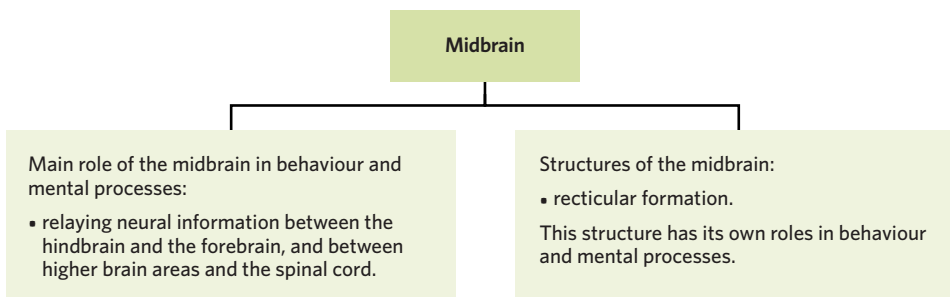 Midbrain
Main role of the midbrain in behaviour and
mental processes:
▪ relaying neural information between the
hindbrain and the forebrain, and between
higher brain areas and the spinal cord.
Structures of the midbrain:
▪ recticular formation.
This structure has its own roles in behaviour
and mental processes.